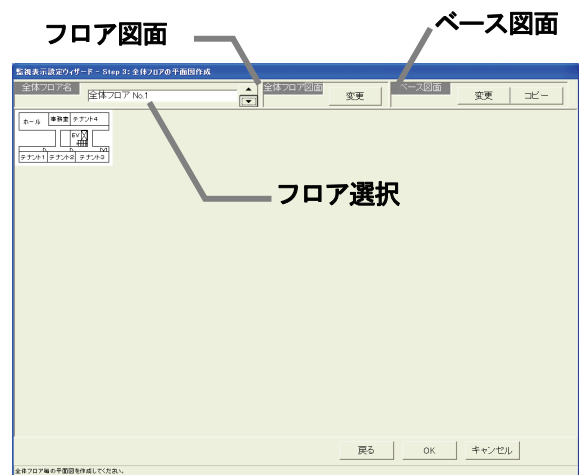 フロア図面
ベース図面
監視表示設定ウィザード - Step 3: 全体フロアの平面図作成
全体フロア名
全体フロア No.1
全体フロア図面
変更
ベース図面
変更
コピー
ホール
事務室
テナント4
EV
テナント1
テナント2
テナント3
フロア選択
戻る
OK
キャンセル
全体フロア毎の平面図を作成してください。